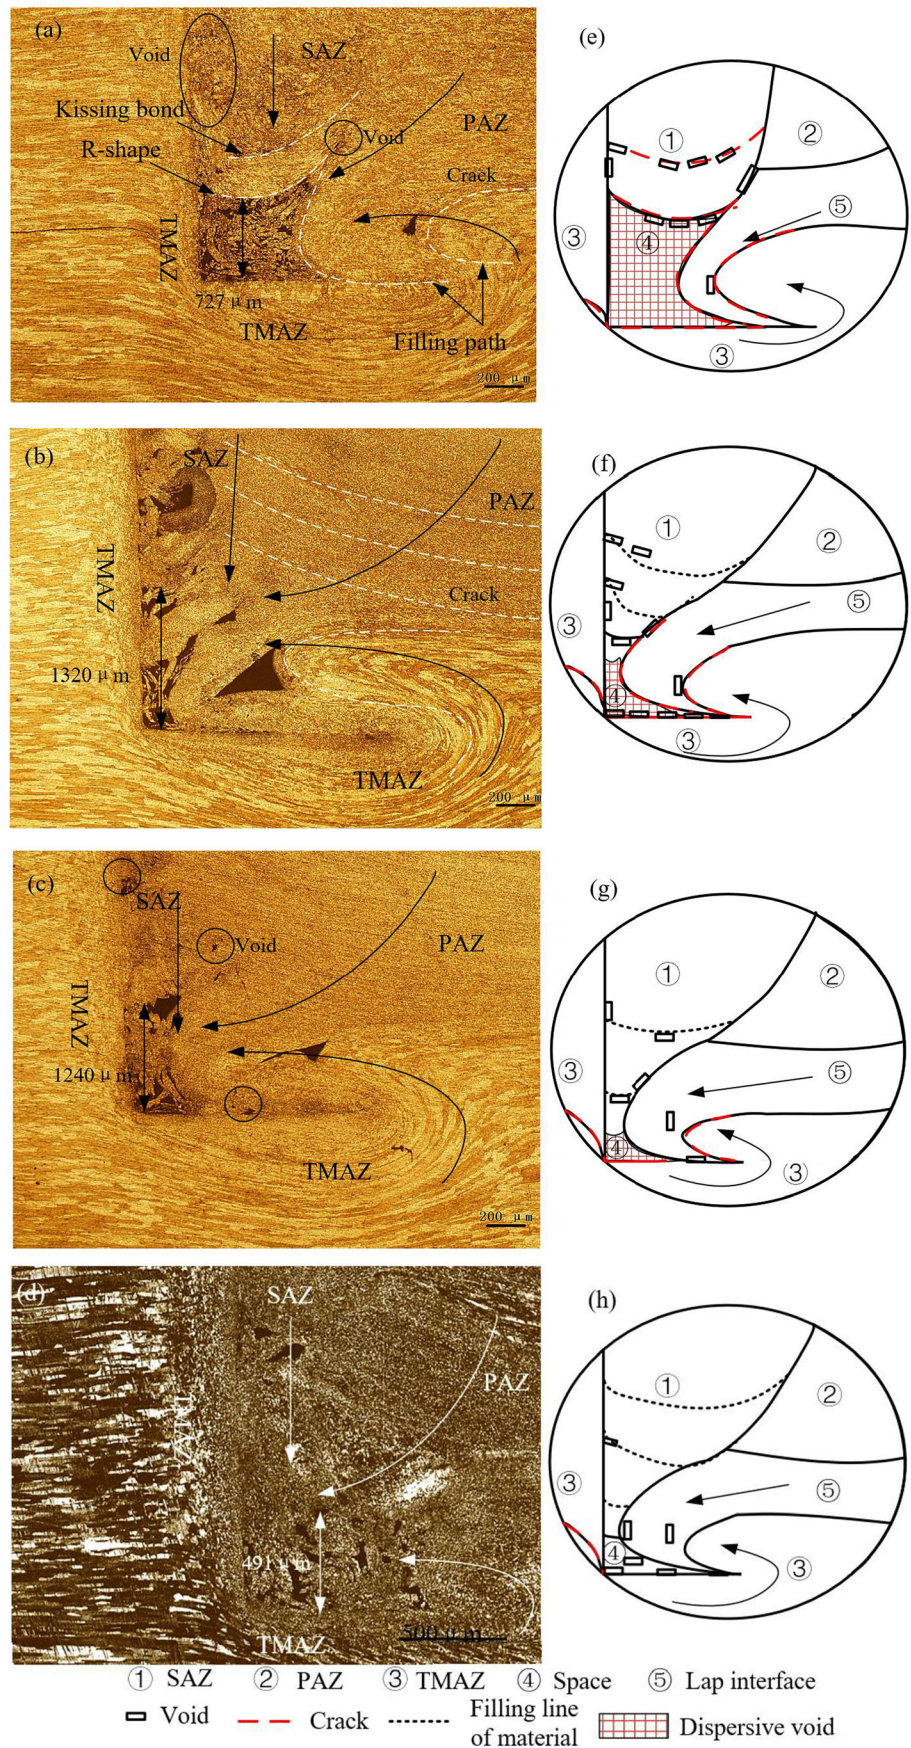 (a)
Void
SAZ
Kissing bond
R-shape
Void
PAZ
Crack
TMAZ
727 μm
TMAZ
Filling path
200 μm
(e)
①
②
③
④
⑤
③
(b)
SAZ
PAZ
TMAZ
Crack
1320 μm
TMAZ
200 μm
(f)
①
②
③
⑤
④
③
(c)
SAZ
Void
PAZ
TMAZ
1240 μm
TMAZ
200 μm
(g)
①
②
③
⑤
④
③
(d)
SAZ
PAZ
TMAZ
491 μm
500 μm
TMAZ
(h)
①
②
③
⑤
④
③
① SAZ ② PAZ ③ TMAZ ④ Space ⑤ Lap interface
Void Crack Filling line of material Dispersive void